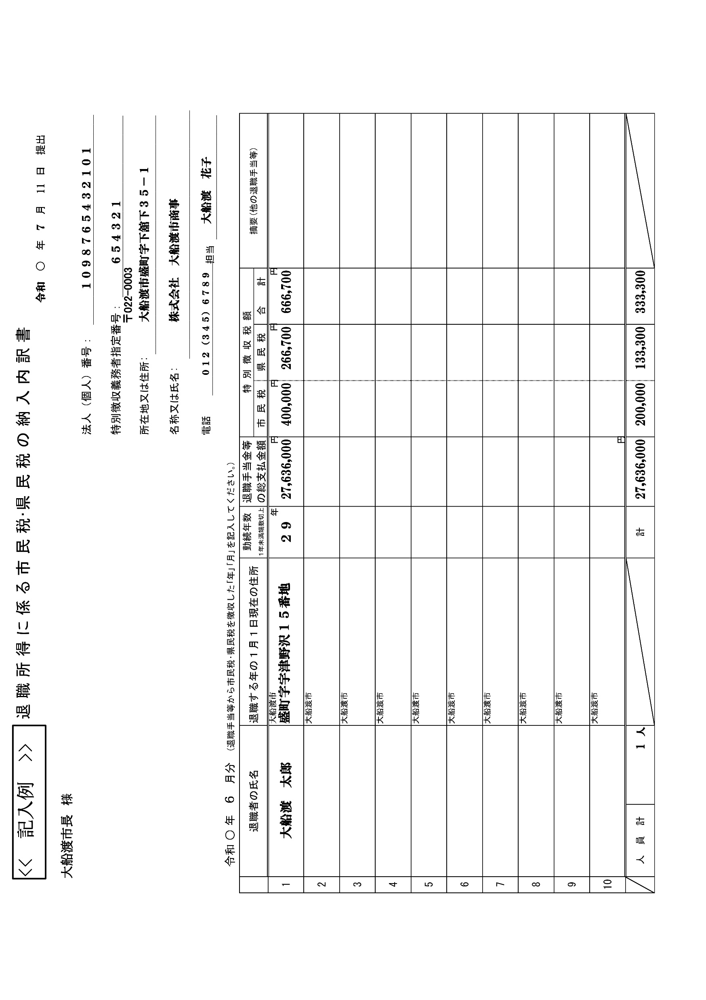 << 記入例 >>
退職所得に係る市民税・県民税の納入内訳書
令和 ○ 年 7 月 11 日 提出
大船渡市長 様
法人（個人）番号： 1098765432101
特別徴収義務者指定番号： 654321
〒022-0003
所在地又は住所： 大船渡市盛町字下舘下35－1
名称又は氏名： 株式会社 大船渡市商事
電話 012（345）6789 担当 大船渡 花子
令和 ○ 年 6 月分 （退職手当等から市民税・県民税を徴収した「年」「月」を記入してください。）
退職者の氏名 退職する年の1月1日現在の住所 勤続年数 1年未満端数切上 退職手当金等の総支払金額 特別徴収税額 摘要（他の退職手当等）
市民税 県民税 合計
大船渡市 年 円 円 円 円
1 大船渡 太郎 盛町字宇津野沢15番地 29 27,636,000 400,000 266,700 666,700
2 大船渡市
3 大船渡市
4 大船渡市
5 大船渡市
6 大船渡市
7 大船渡市
8 大船渡市
9 大船渡市
10 大船渡市
円
人員計 1 人 計 27,636,000 200,000 133,300 333,300